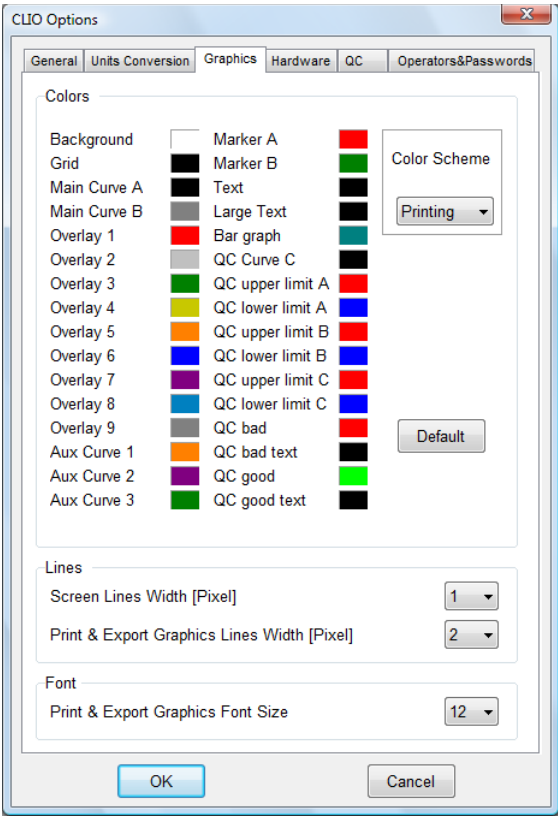 CLIO Options
General Units Conversion Graphics Hardware QC Operators&Passwords
Colors
Background Marker A
Grid Marker B
Main Curve A Text
Main Curve B Large Text
Overlay 1 Bar graph
Overlay 2 QC Curve C
Overlay 3 QC upper limit A
Overlay 4 QC lower limit A
Overlay 5 QC upper limit B
Overlay 6 QC lower limit B
Overlay 7 QC upper limit C
Overlay 8 QC lower limit C
Overlay 9 QC bad
Aux Curve 1 QC bad text
Aux Curve 2 QC good
Aux Curve 3 QC good text
Color Scheme
Printing
Default
Lines
Screen Lines Width [Pixel] 1
Print & Export Graphics Lines Width [Pixel] 2
Font
Print & Export Graphics Font Size 12
OK Cancel